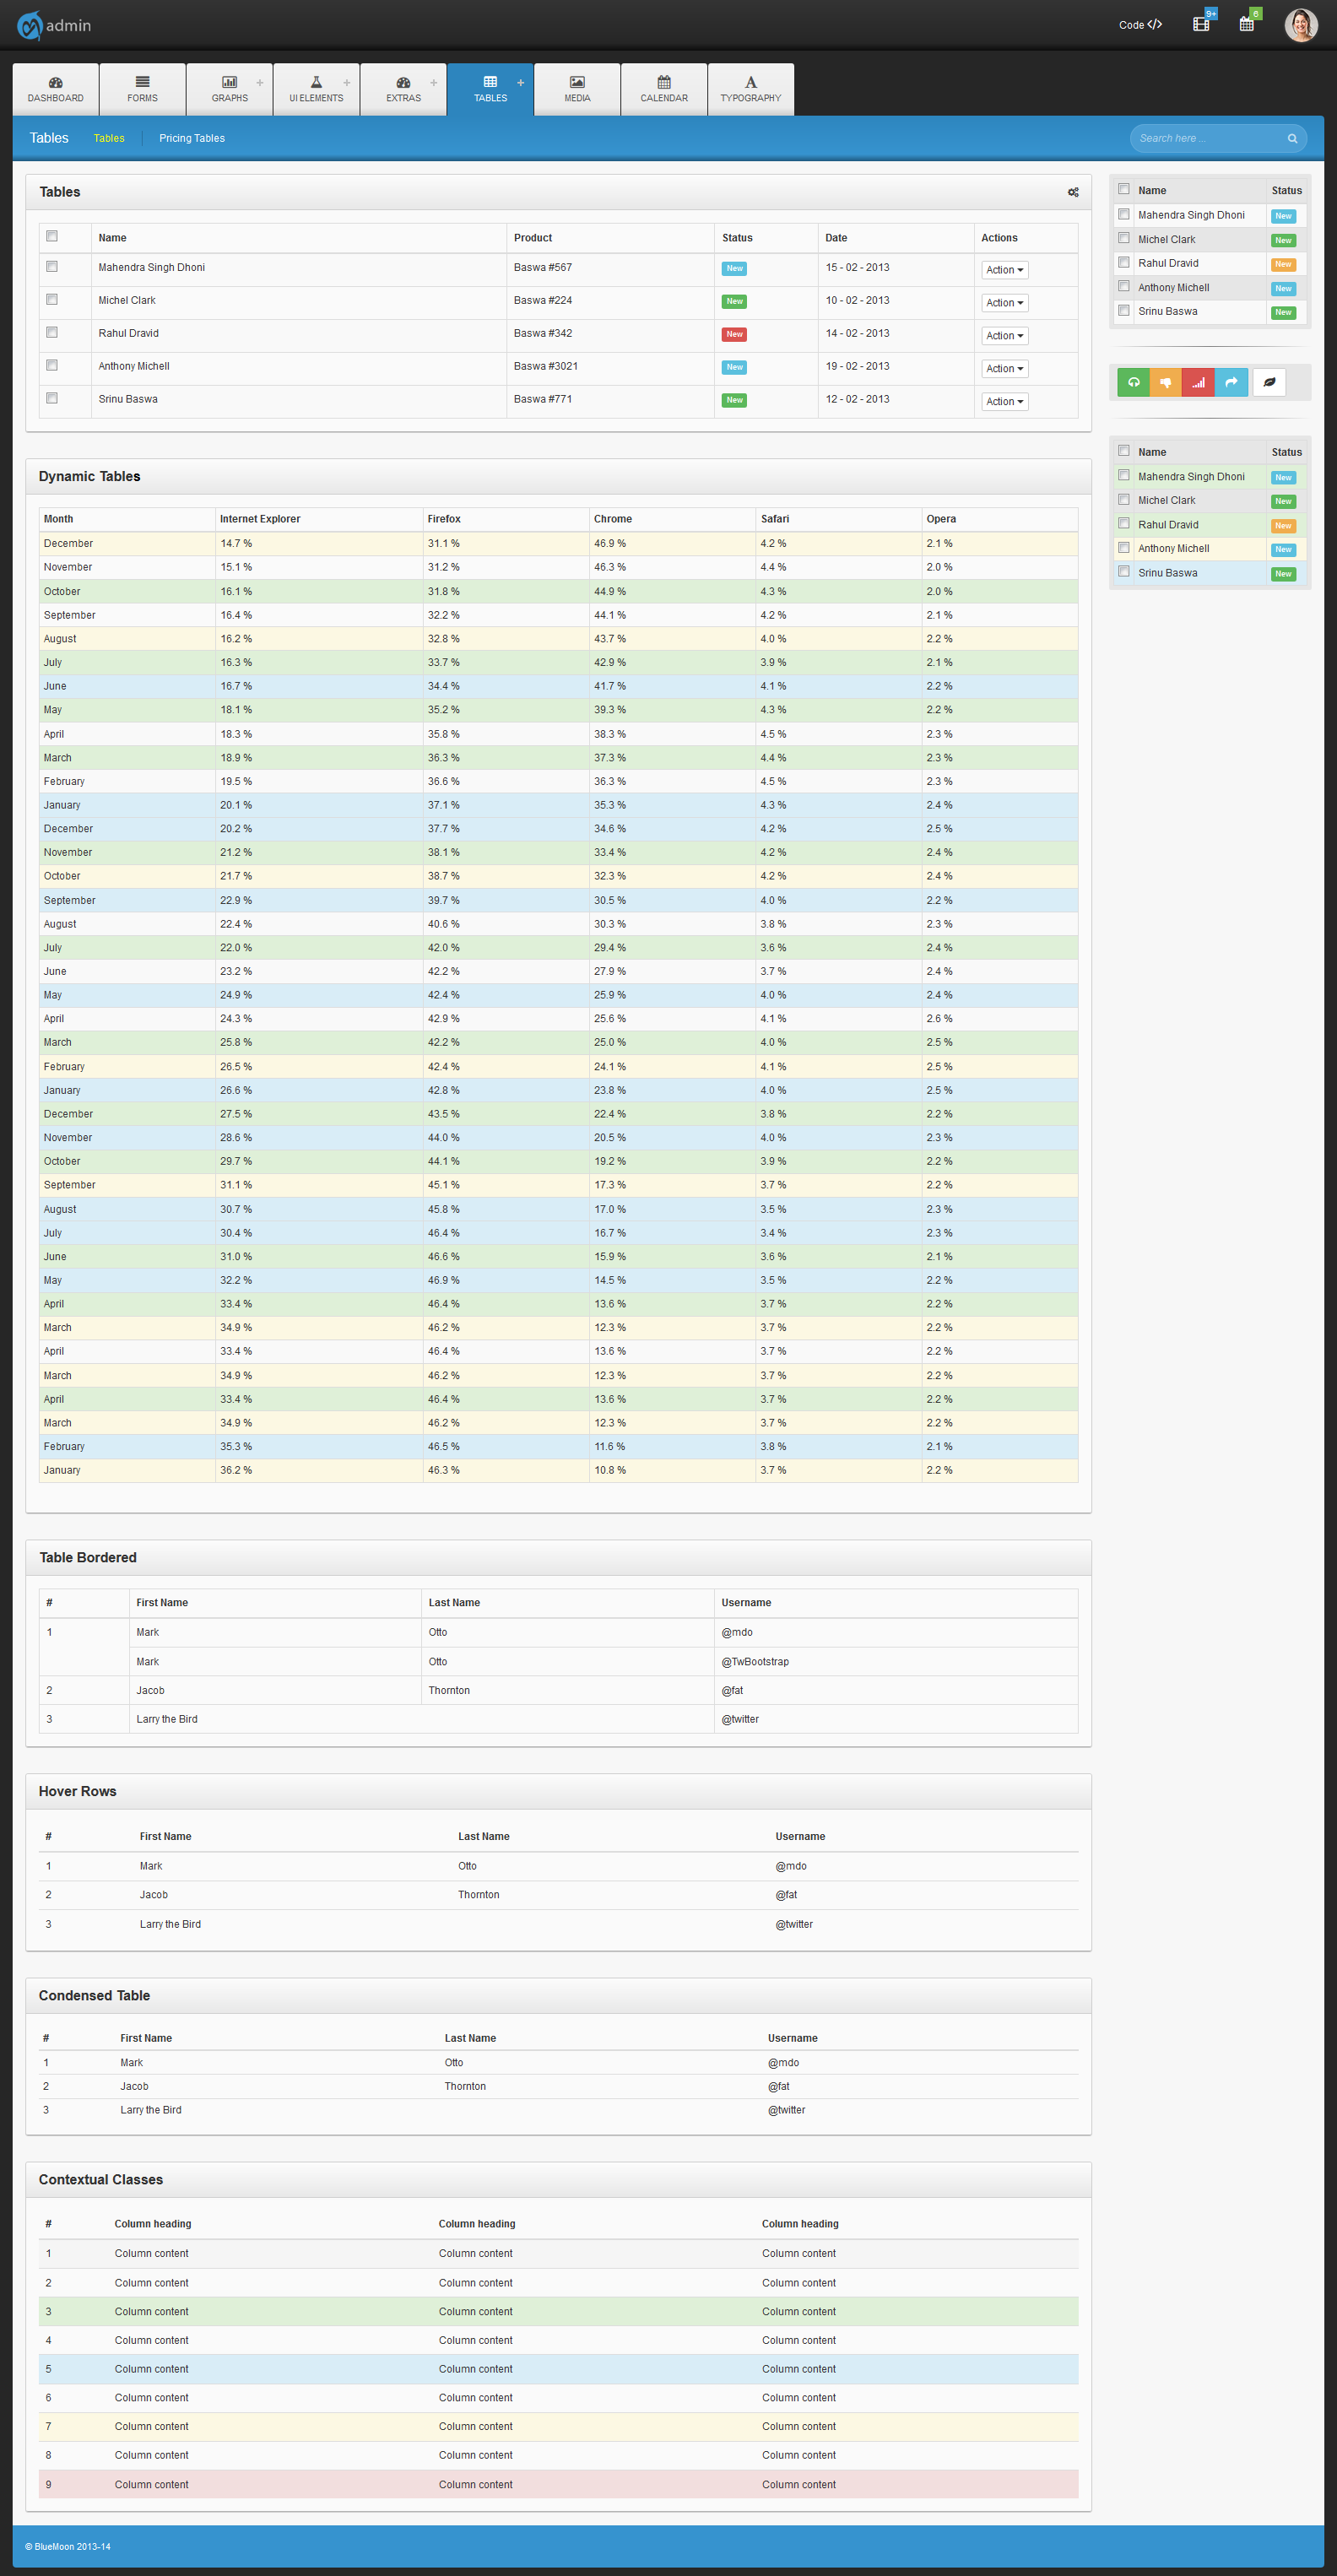 admin
Code </> 9+ 6
DASHBOARD FORMS GRAPHS + UI ELEMENTS + EXTRAS + TABLES + MEDIA CALENDAR TYPOGRAPHY
Tables Tables Pricing Tables Search here ...
Tables
Name Product Status Date Actions
Mahendra Singh Dhoni Baswa #567 New 15 - 02 - 2013 Action
Michel Clark Baswa #224 New 10 - 02 - 2013 Action
Rahul Dravid Baswa #342 New 14 - 02 - 2013 Action
Anthony Michell Baswa #3021 New 19 - 02 - 2013 Action
Srinu Baswa Baswa #771 New 12 - 02 - 2013 Action
Name Status
Mahendra Singh Dhoni New
Michel Clark New
Rahul Dravid New
Anthony Michell New
Srinu Baswa New
Name Status
Mahendra Singh Dhoni New
Michel Clark New
Rahul Dravid New
Anthony Michell New
Srinu Baswa New
Dynamic Tables
Month Internet Explorer Firefox Chrome Safari Opera
December 14.7 % 31.1 % 46.9 % 4.2 % 2.1 %
November 15.1 % 31.2 % 46.3 % 4.4 % 2.0 %
October 16.1 % 31.8 % 44.9 % 4.3 % 2.0 %
September 16.4 % 32.2 % 44.1 % 4.2 % 2.1 %
August 16.2 % 32.8 % 43.7 % 4.0 % 2.2 %
July 16.3 % 33.7 % 42.9 % 3.9 % 2.1 %
June 16.7 % 34.4 % 41.7 % 4.1 % 2.2 %
May 18.1 % 35.2 % 39.3 % 4.3 % 2.2 %
April 18.3 % 35.8 % 38.3 % 4.5 % 2.3 %
March 18.9 % 36.3 % 37.3 % 4.4 % 2.3 %
February 19.5 % 36.6 % 36.3 % 4.5 % 2.3 %
January 20.1 % 37.1 % 35.3 % 4.3 % 2.4 %
December 20.2 % 37.7 % 34.6 % 4.2 % 2.5 %
November 21.2 % 38.1 % 33.4 % 4.2 % 2.4 %
October 21.7 % 38.7 % 32.3 % 4.2 % 2.4 %
September 22.9 % 39.7 % 30.5 % 4.0 % 2.2 %
August 22.4 % 40.6 % 30.3 % 3.8 % 2.3 %
July 22.0 % 42.0 % 29.4 % 3.6 % 2.4 %
June 23.2 % 42.2 % 27.9 % 3.7 % 2.4 %
May 24.9 % 42.4 % 25.9 % 4.0 % 2.4 %
April 24.3 % 42.9 % 25.6 % 4.1 % 2.6 %
March 25.8 % 42.2 % 25.0 % 4.0 % 2.5 %
February 26.5 % 42.4 % 24.1 % 4.1 % 2.5 %
January 26.6 % 42.8 % 23.8 % 4.0 % 2.5 %
December 27.5 % 43.5 % 22.4 % 3.8 % 2.2 %
November 28.6 % 44.0 % 20.5 % 4.0 % 2.3 %
October 29.7 % 44.1 % 19.2 % 3.9 % 2.2 %
September 31.1 % 45.1 % 17.3 % 3.7 % 2.2 %
August 30.7 % 45.8 % 17.0 % 3.5 % 2.3 %
July 30.4 % 46.4 % 16.7 % 3.4 % 2.3 %
June 31.0 % 46.6 % 15.9 % 3.6 % 2.1 %
May 32.2 % 46.9 % 14.5 % 3.5 % 2.2 %
April 33.4 % 46.4 % 13.6 % 3.7 % 2.2 %
March 34.9 % 46.2 % 12.3 % 3.7 % 2.2 %
April 33.4 % 46.4 % 13.6 % 3.7 % 2.2 %
March 34.9 % 46.2 % 12.3 % 3.7 % 2.2 %
April 33.4 % 46.4 % 13.6 % 3.7 % 2.2 %
March 34.9 % 46.2 % 12.3 % 3.7 % 2.2 %
February 35.3 % 46.5 % 11.6 % 3.8 % 2.1 %
January 36.2 % 46.3 % 10.8 % 3.7 % 2.2 %
Table Bordered
# First Name Last Name Username
1 Mark Otto @mdo
Mark Otto @TwBootstrap
2 Jacob Thornton @fat
3 Larry the Bird @twitter
Hover Rows
# First Name Last Name Username
1 Mark Otto @mdo
2 Jacob Thornton @fat
3 Larry the Bird @twitter
Condensed Table
# First Name Last Name Username
1 Mark Otto @mdo
2 Jacob Thornton @fat
3 Larry the Bird @twitter
Contextual Classes
# Column heading Column heading Column heading
1 Column content Column content Column content
2 Column content Column content Column content
3 Column content Column content Column content
4 Column content Column content Column content
5 Column content Column content Column content
6 Column content Column content Column content
7 Column content Column content Column content
8 Column content Column content Column content
9 Column content Column content Column content
© BlueMoon 2013-14